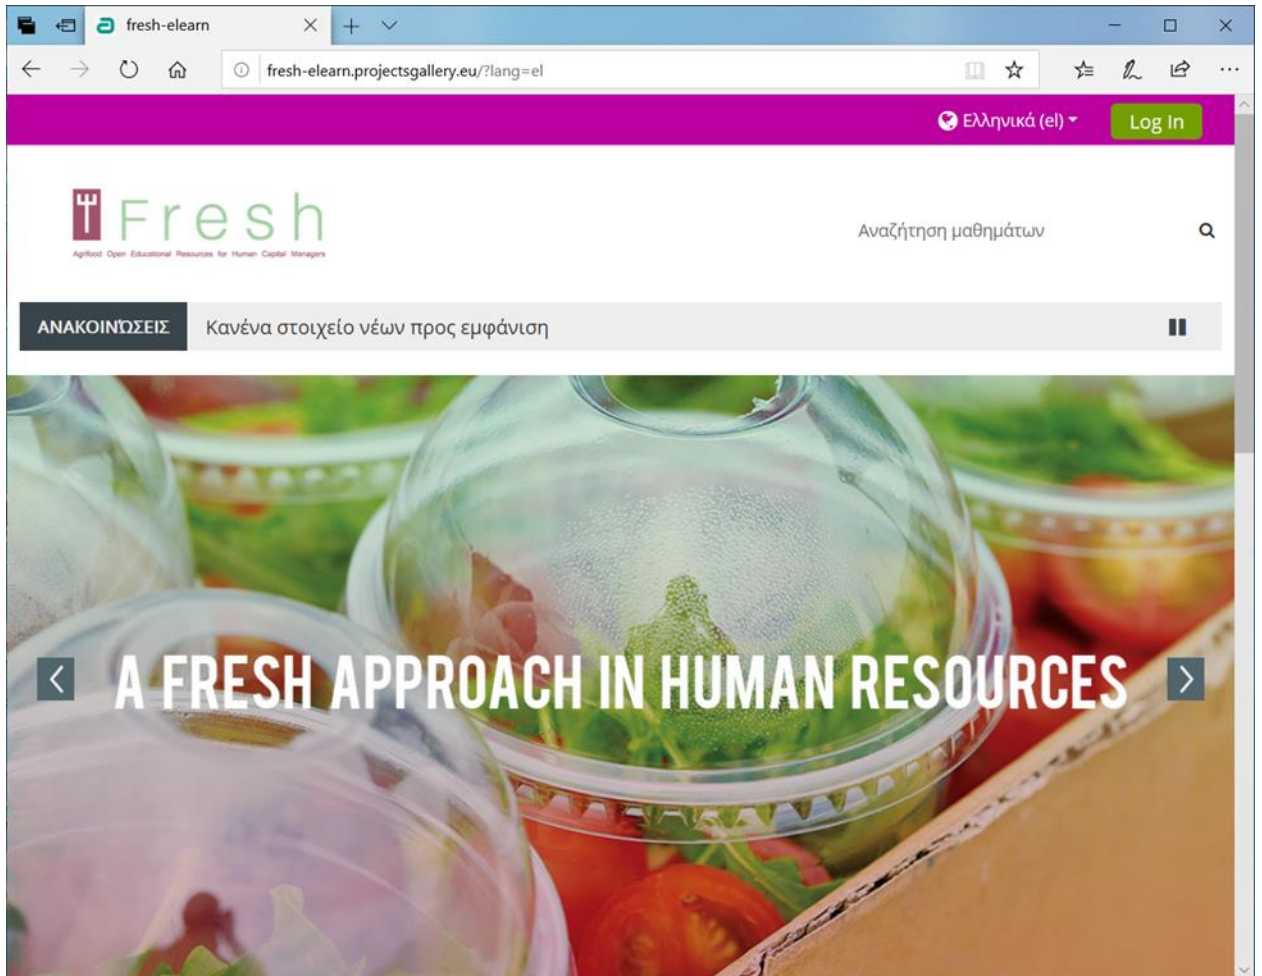 fresh-elearn
fresh-elearn.projectsgallery.eu/?lang=el
Ελληνικά (el)
Log In
Fresh
Agrifood Open Educational Resources for Human Capital Managers
Αναζήτηση μαθημάτων
ΑΝΑΚΟΙΝΏΣΕΙΣ
Κανένα στοιχείο νέων προς εμφάνιση
A FRESH APPROACH IN HUMAN RESOURCES